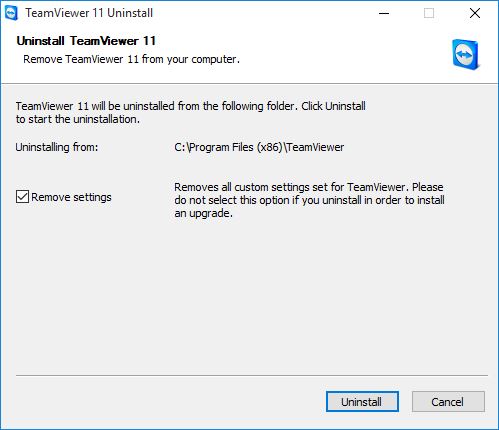 TeamViewer 11 Uninstall
Uninstall TeamViewer 11
Remove TeamViewer 11 from your computer.
TeamViewer 11 will be uninstalled from the following folder. Click Uninstall
to start the uninstallation.
Uninstalling from:
C:\Program Files (x86)\TeamViewer
Remove settings
Removes all custom settings set for TeamViewer. Please
do not select this option if you uninstall in order to install
an upgrade.
Uninstall
Cancel